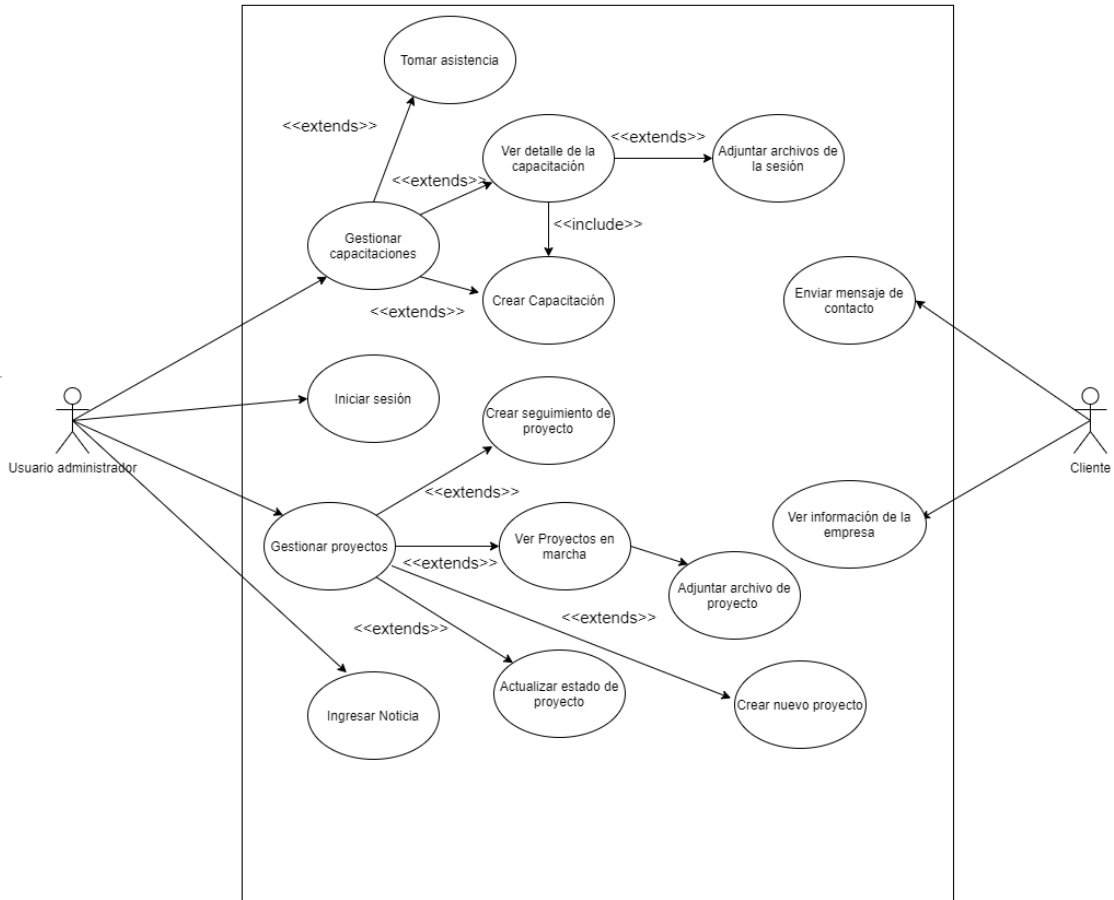 Tomar asistencia
<<extends>>
Ver detalle de la
capacitación
<<extends>>
Adjuntar archivos de
la sesión
<<extends>>
<<include>>
Gestionar
capacitaciones
Crear Capacitación
<<extends>>
Enviar mensaje de
contacto
Iniciar sesión
Crear seguimiento de
proyecto
Usuario administrador
Cliente
<<extends>>
Ver información de la
empresa
Gestionar proyectos
Ver Proyectos en
marcha
<<extends>>
Adjuntar archivo de
proyecto
<<extends>>
<<extends>>
Actualizar estado de
proyecto
Crear nuevo proyecto
Ingresar Noticia